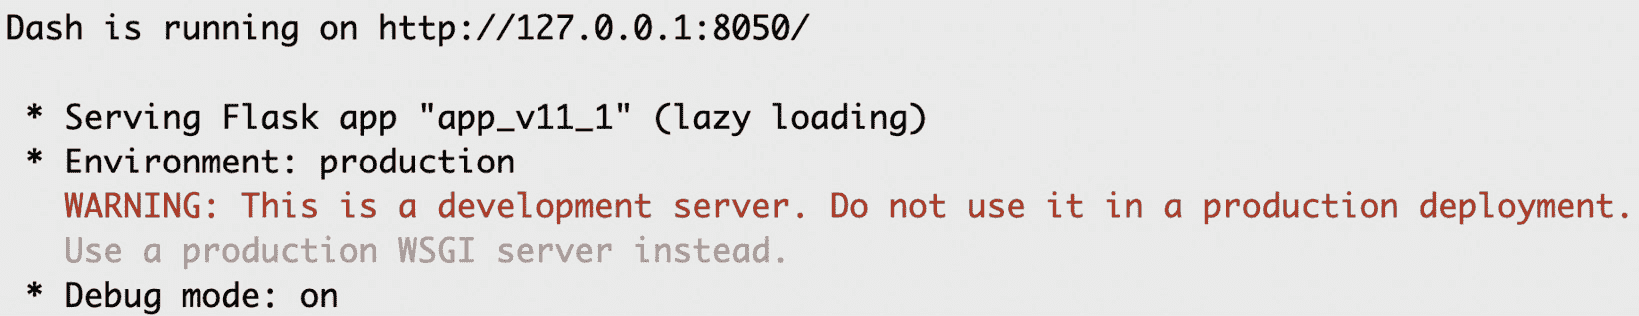 Dash is running on http://127.0.0.1:8050/
* Serving Flask app "app_v11_1" (lazy loading)
* Environment: production
WARNING: This is a development server. Do not use it in a production deployment.
Use a production WSGI server instead.
* Debug mode: on